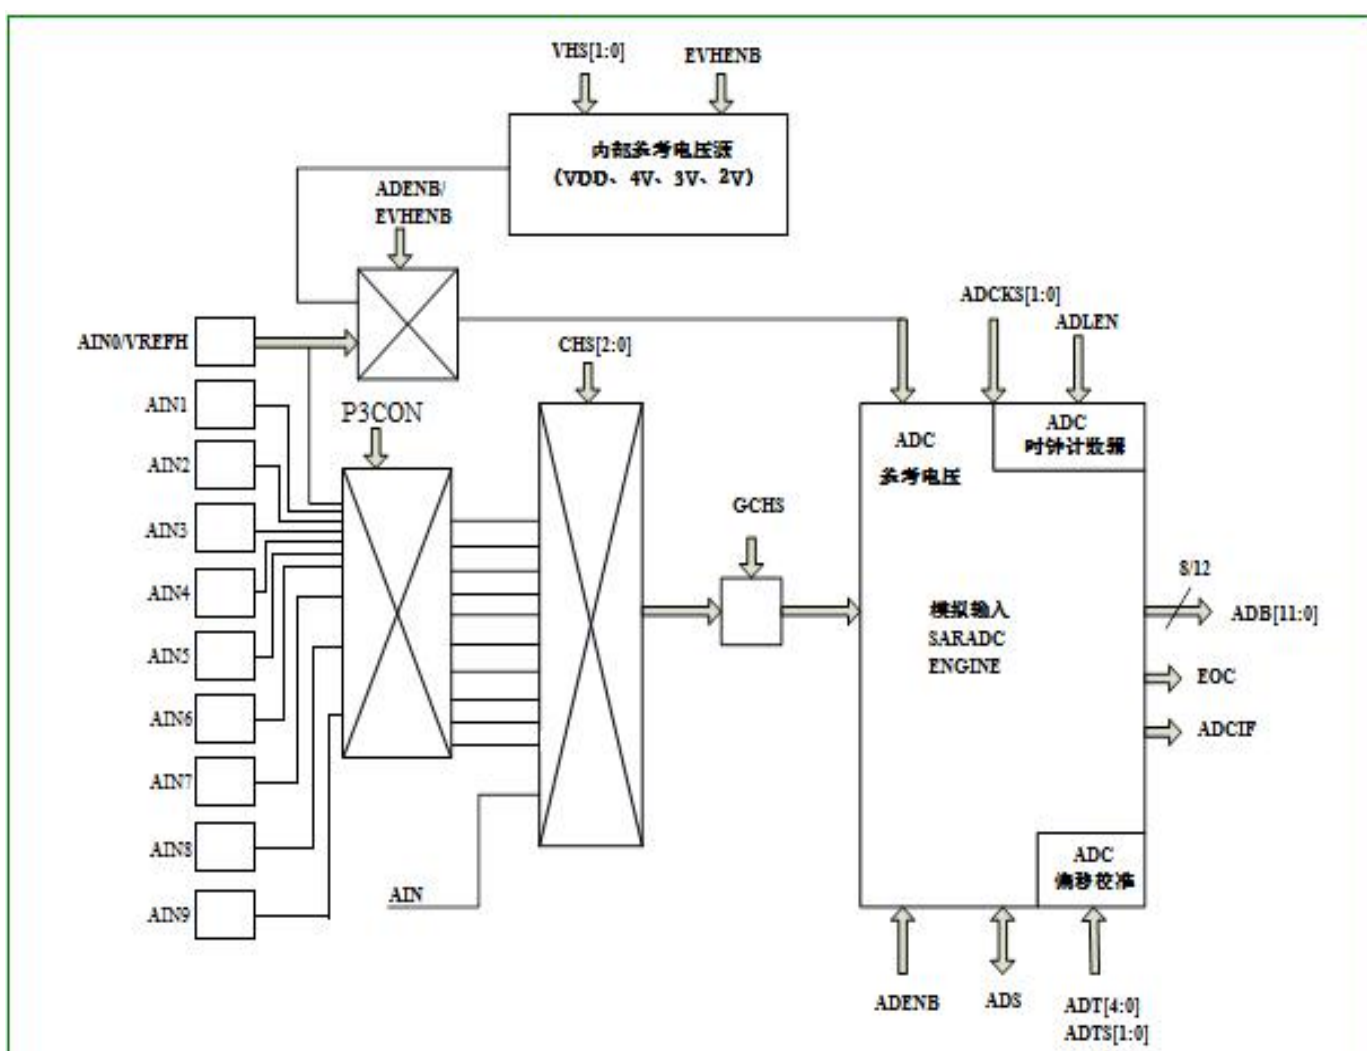 VHS[1:0]
EVHENB
内部参考电压源
(VDD、4V、3V、2V)
ADENB/
EVHENB
ADCKS[1:0]
ADLEN
AIN0/VREFH
CHS[2:0]
AIN1
P3CON
ADC
参考电压
ADC
时钟计数器
AIN2
GCHS
AIN3
8/12
AIN4
模拟输入
SARADC
ENGINE
ADB[11:0]
AIN5
EOC
AIN6
ADCIF
AIN7
AIN8
ADC
偏移校准
AIN
AIN9
ADENB
ADS
ADT[4:0]
ADTS[1:0]